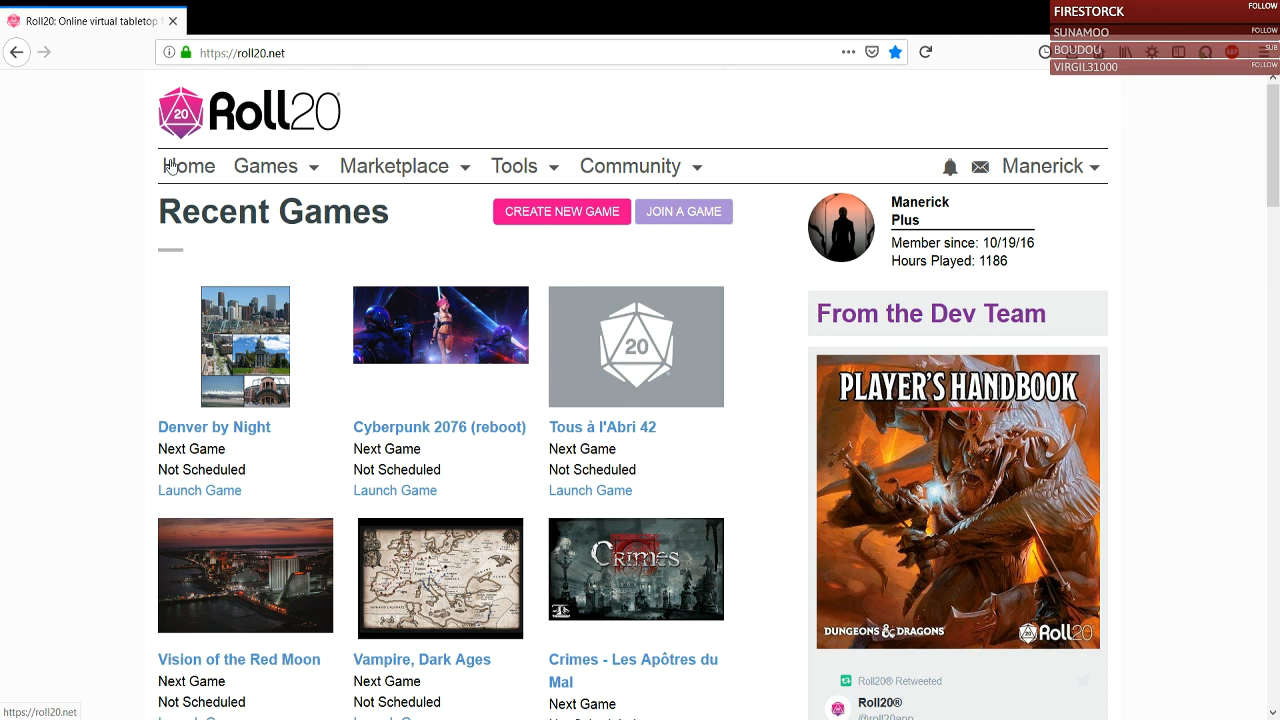 Roll20: Online virtual tabletop
FIRESTORCK FOLLOW
SUNAMOO FOLLOW
BOUDOU SUB
VIRGIL31000 FOLLOW
https://roll20.net
ABP
20 Roll20
Home Games Marketplace Tools Community Manerick
Recent Games
CREATE NEW GAME JOIN A GAME
Manerick
Plus
Member since: 10/19/16
Hours Played: 1186
From the Dev Team
20
Denver by Night
Next Game
Not Scheduled
Launch Game
Cyberpunk 2076 (reboot)
Next Game
Not Scheduled
Launch Game
Tous à l'Abri 42
Next Game
Not Scheduled
Launch Game
PLAYER'S HANDBOOK
DUNGEONS & DRAGONS Roll20
CRIMES
Vision of the Red Moon
Next Game
Not Scheduled
Vampire, Dark Ages
Next Game
Not Scheduled
Crimes - Les Apôtres du
Mal
Next Game
Roll20® Retweeted
Roll20®
@roll20app
https://roll20.net